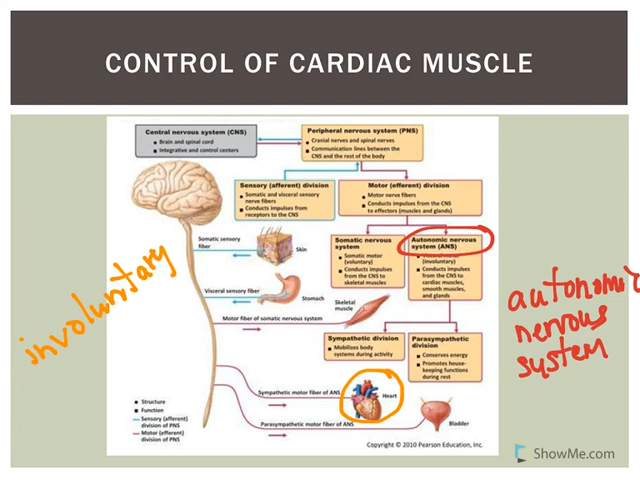 CONTROL OF CARDIAC MUSCLE
Central nervous system (CNS)
Brain and spinal cord
Integrative and control centers
Peripheral nervous system (PNS)
Cranial nerves and spinal nerves
Communication lines between the
CNS and the rest of the body
Sensory (afferent) division
Somatic and visceral sensory
nerve fibers
Conducts impulses from
receptors to the CNS
Motor (efferent) division
Motor nerve fibers
Conducts impulses from the CNS
to effectors (muscles and glands)
Somatic nervous
system
Somatic motor
(voluntary)
Conducts impulses
from the CNS to
skeletal muscles
Autonomic nervous
system (ANS)
(involuntary)
Conducts impulses
from the CNS to
cardiac muscles,
smooth muscles,
and glands
Sympathetic division
Mobilizes body
systems during activity
Parasympathetic
division
Conserves energy
Promotes house-
keeping functions
during rest
Somatic sensory
fiber
Skin
Visceral sensory fiber
Stomach
Skeletal
muscle
Motor fiber of somatic nervous system
Sympathetic motor fiber of ANS
Heart
Parasympathetic motor fiber of ANS
Bladder
Structure
Function
Sensory (afferent)
division of PNS
Motor (efferent)
division of PNS
Copyright © 2010 Pearson Education, Inc.
involuntary
autonomic
nervous
system
ShowMe.com